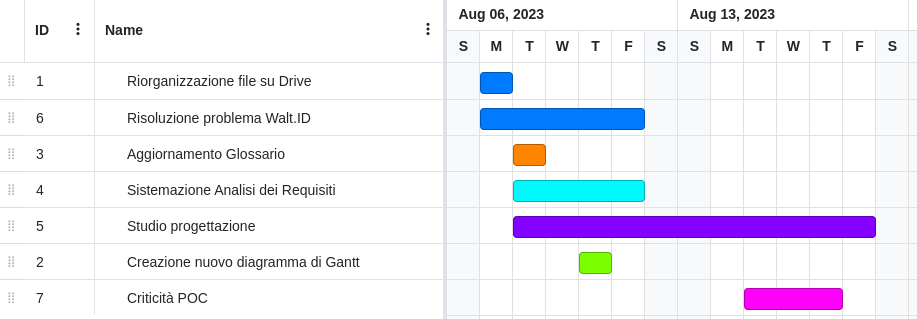 Aug 06, 2023 Aug 13, 2023
ID Name S M T W T F S S M T W T F S
1 Riorganizzazione file su Drive
6 Risoluzione problema Walt.ID
3 Aggiornamento Glossario
4 Sistemazione Analisi dei Requisiti
5 Studio progettazione
2 Creazione nuovo diagramma di Gantt
7 Criticità POC